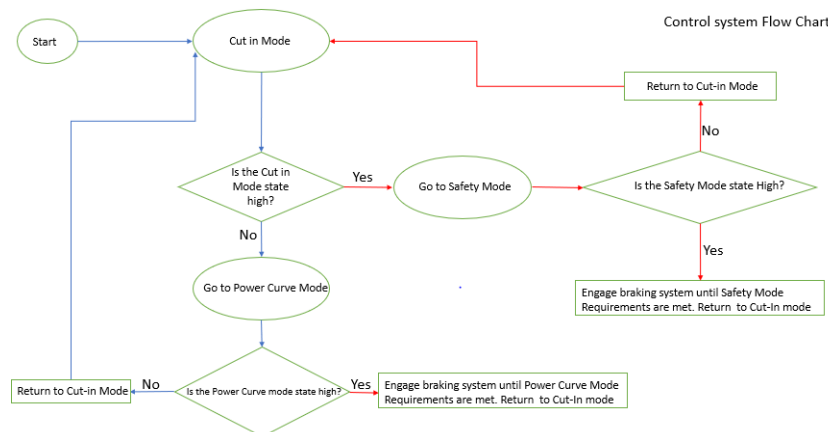 Control system Flow Chart
Start
Cut in Mode
Return to Cut-in Mode
No
Is the Cut in
Mode state
high?
Yes
Go to Safety Mode
Is the Safety Mode state High?
No
Yes
Go to Power Curve Mode
Engage braking system until Safety Mode
Requirements are met. Return to Cut-In mode
Return to Cut-in Mode
No
Is the Power Curve mode state high?
Yes
Engage braking system until Power Curve Mode
Requirements are met. Return to Cut-In mode